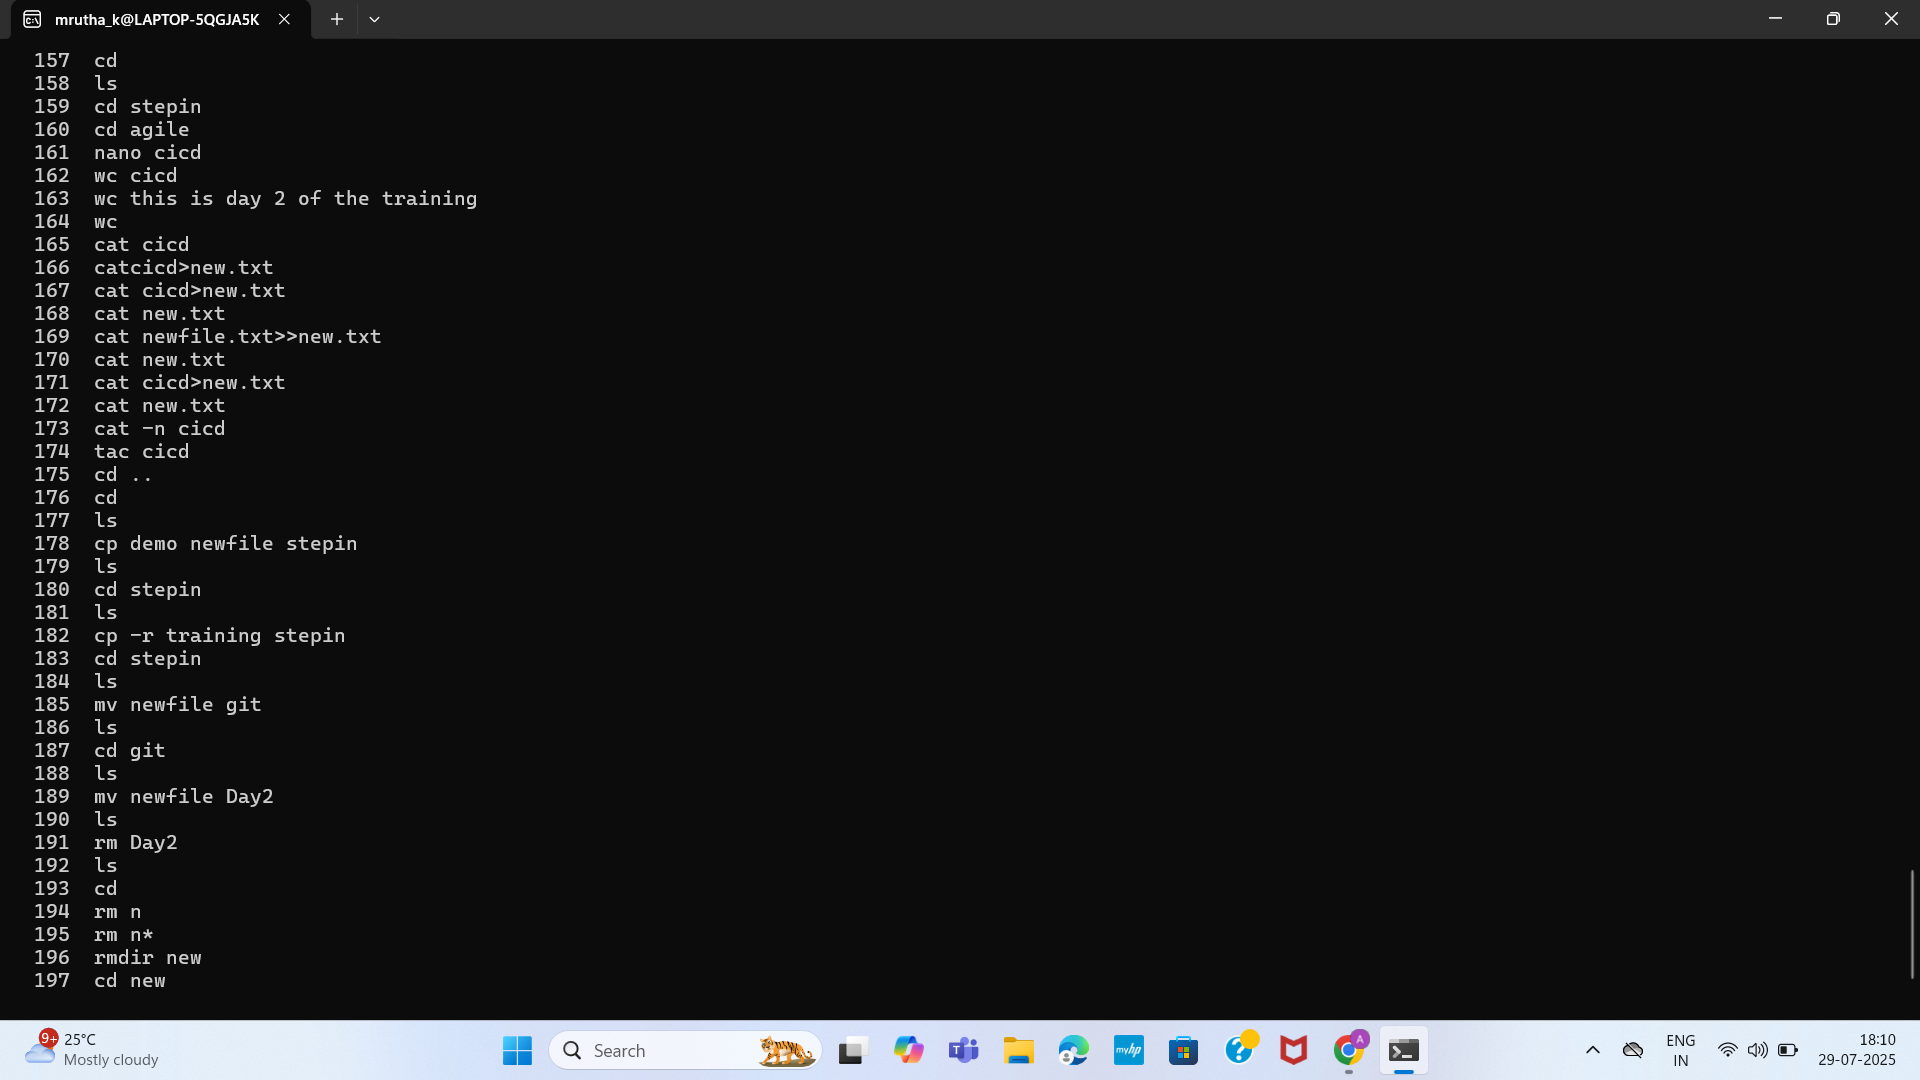 mrutha_k@LAPTOP-5QGJA5K
157 cd
158 ls
159 cd stepin
160 cd agile
161 nano cicd
162 wc cicd
163 wc this is day 2 of the training
164 wc
165 cat cicd
166 catcicd>new.txt
167 cat cicd>new.txt
168 cat new.txt
169 cat newfile.txt>>new.txt
170 cat new.txt
171 cat cicd>new.txt
172 cat new.txt
173 cat -n cicd
174 tac cicd
175 cd ..
176 cd
177 ls
178 cp demo newfile stepin
179 ls
180 cd stepin
181 ls
182 cp -r training stepin
183 cd stepin
184 ls
185 mv newfile git
186 ls
187 cd git
188 ls
189 mv newfile Day2
190 ls
191 rm Day2
192 ls
193 cd
194 rm n
195 rm n*
196 rmdir new
197 cd new
9+ 25°C
Mostly cloudy
Search
myhp
A
ENG
IN
18:10
29-07-2025